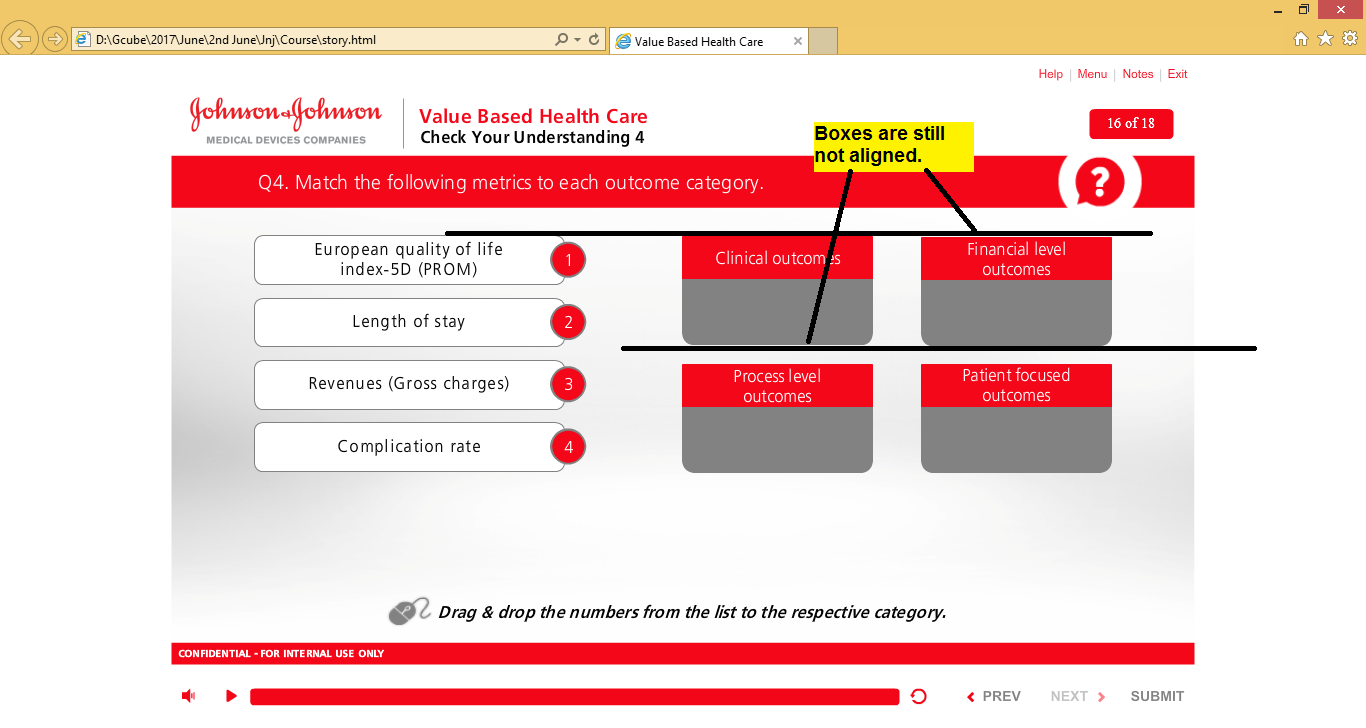 D:\Gcube\2017\June\2nd June\Jnj\Course\story.html
Value Based Health Care
Help | Menu | Notes | Exit
Johnson & Johnson
MEDICAL DEVICES COMPANIES
Value Based Health Care
Check Your Understanding 4
16 of 18
Boxes are still
not aligned.
Q4. Match the following metrics to each outcome category.
?
European quality of life
index-5D (PROM)
1
Length of stay
2
Revenues (Gross charges)
3
Complication rate
4
Clinical outcomes
Financial level
outcomes
Process level
outcomes
Patient focused
outcomes
Drag & drop the numbers from the list to the respective category.
CONFIDENTIAL - FOR INTERNAL USE ONLY
PREV
NEXT
SUBMIT